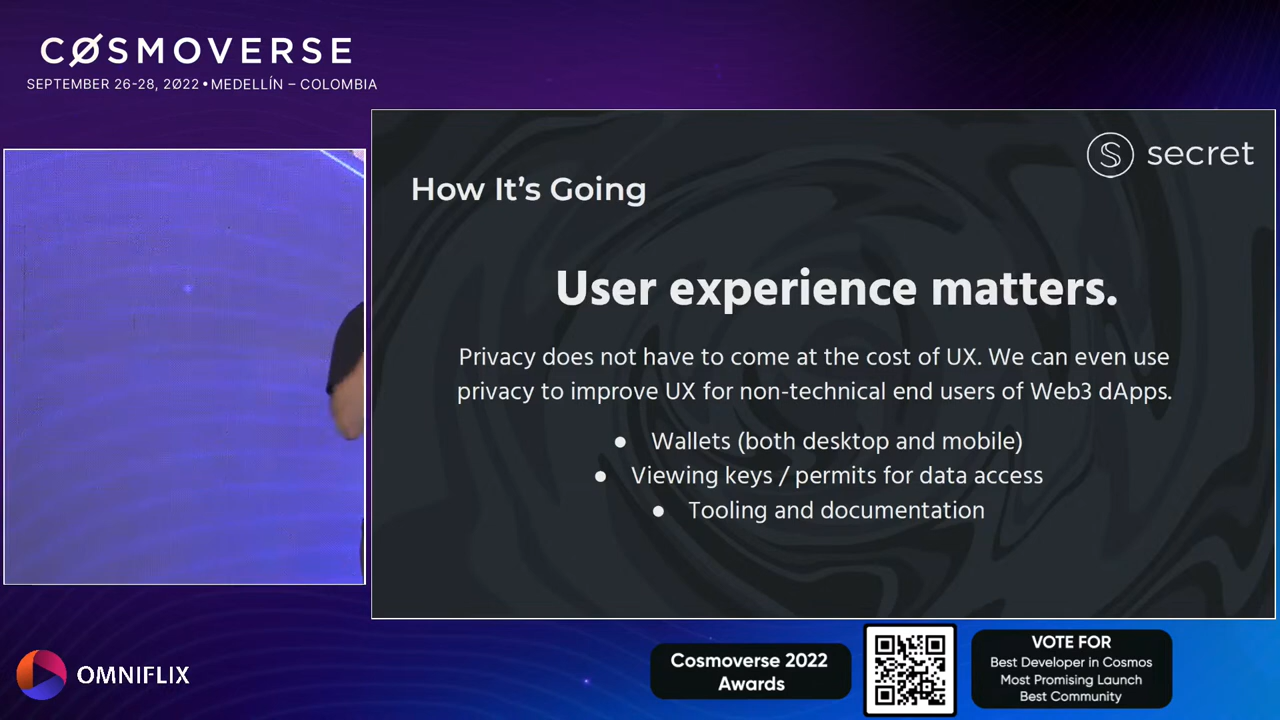 CØSMOVERSE
SEPTEMBER 26-28, 2Ø22 • MEDELLÍN – COLOMBIA
S secret
How It's Going
User experience matters.
Privacy does not have to come at the cost of UX. We can even use
privacy to improve UX for non-technical end users of Web3 dApps.
● Wallets (both desktop and mobile)
● Viewing keys / permits for data access
● Tooling and documentation
OMNIFLIX
Cosmoverse 2022
Awards
VOTE FOR
Best Developer in Cosmos
Most Promising Launch
Best Community